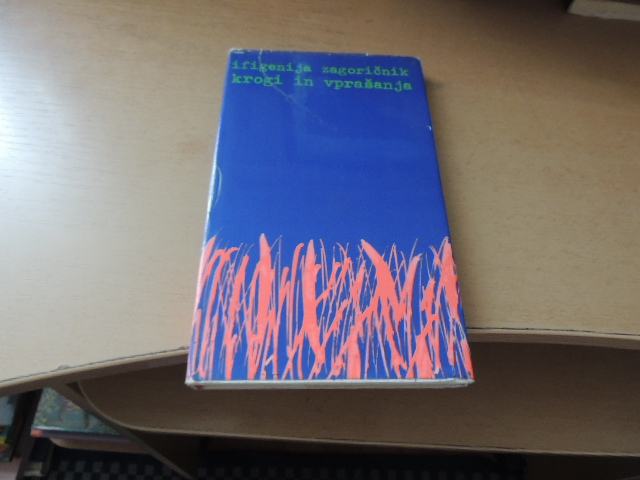 ifigenija zagoričnik
krogi in vprašanja